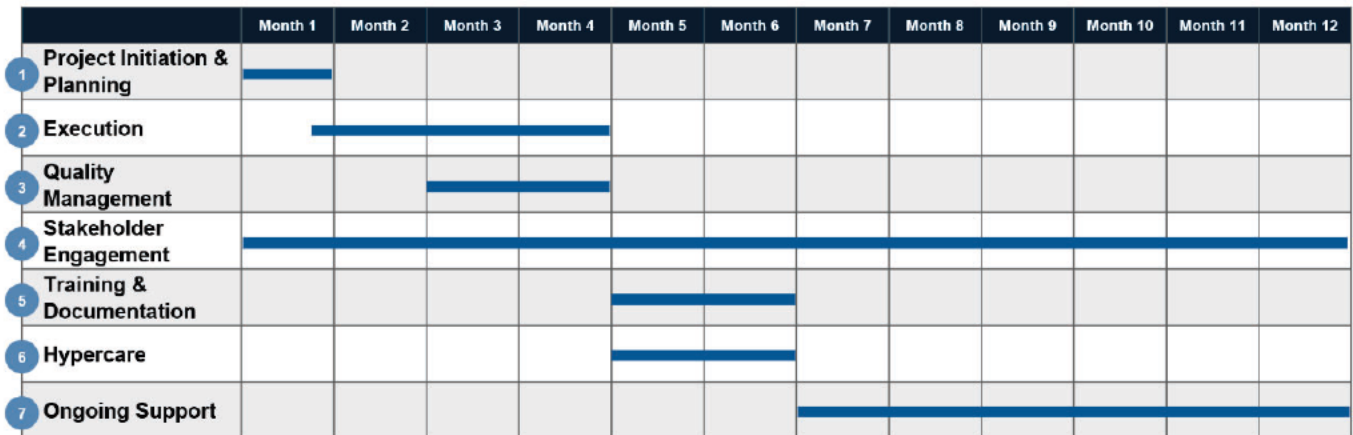 Month 1 Month 2 Month 3 Month 4 Month 5 Month 6 Month 7 Month 8 Month 9 Month 10 Month 11 Month 12
1 Project Initiation &
Planning
2 Execution
3 Quality
Management
4 Stakeholder
Engagement
5 Training &
Documentation
6 Hypercare
7 Ongoing Support